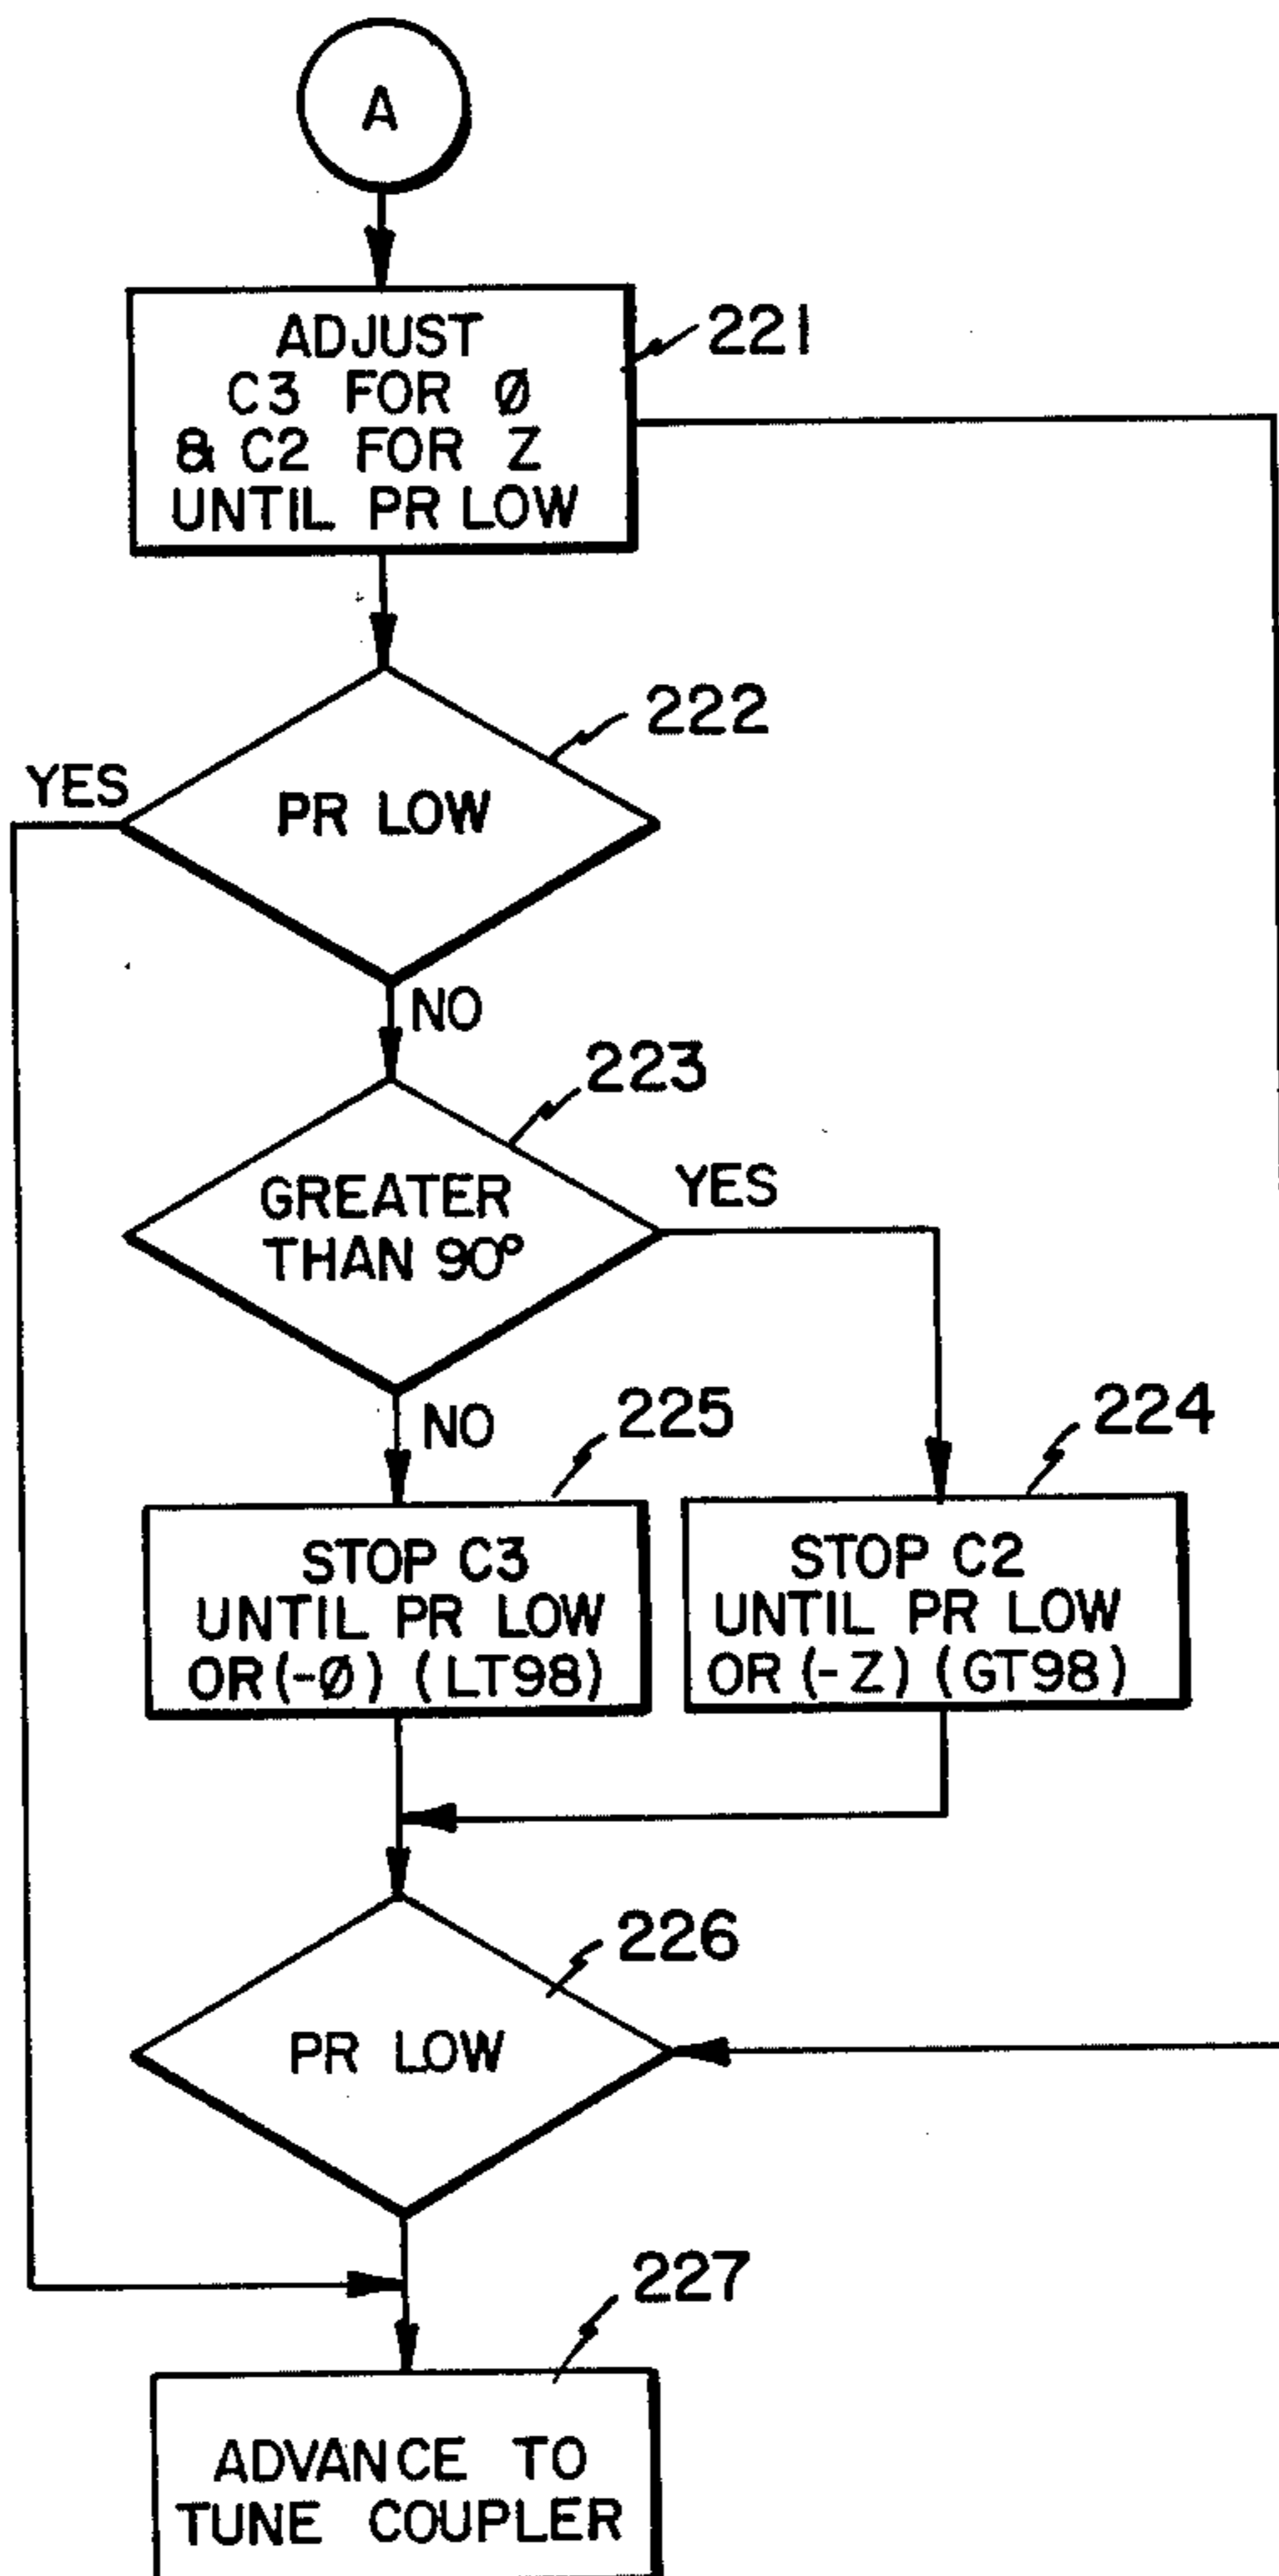 A
ADJUST
C3 FOR Ø
& C2 FOR Z
UNTIL PR LOW
221
222
YES
PR LOW
NO
223
GREATER
THAN 90°
YES
NO
225
STOP C3
UNTIL PR LOW
OR (-Ø) (LT98)
224
STOP C2
UNTIL PR LOW
OR (-Z) (GT98)
226
PR LOW
227
ADVANCE TO
TUNE COUPLER